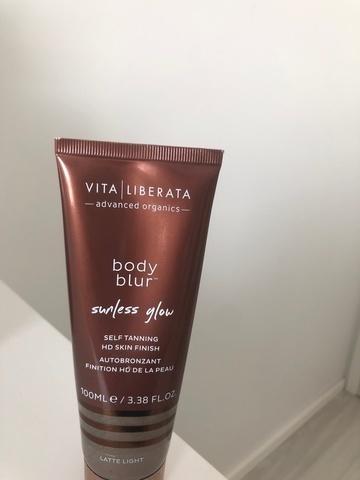 VITA|LIBERATA
—advanced organics—
body
blur™
sunless glow
SELF TANNING
HD SKIN FINISH
AUTOBRONZANT
FINITION HD DE LA PEAU
100ML e / 3.38 FL.OZ.
LATTE LIGHT